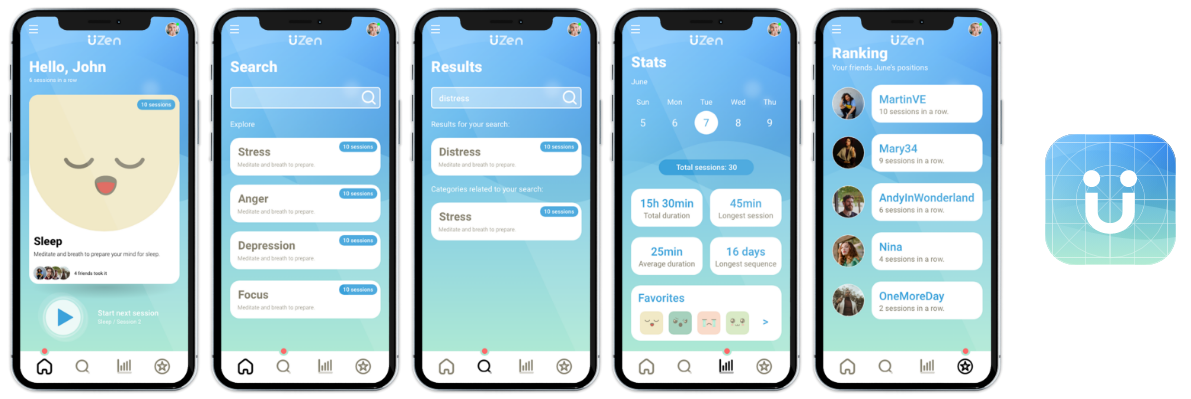 UZen
Hello, John
5 sessions in a row
10 sessions
Sleep
Meditate and breath to prepare your mind for sleep.
4 friends took it
Start next session
Sleep / Session 2
UZen
Search
Explore
Stress
10 sessions
Meditate and breath to prepare
Anger
10 sessions
Meditate and breath to prepare
Depression
10 sessions
Meditate and breath to prepare
Focus
10 sessions
Meditate and breath to prepare
UZen
Results
distress
Results for your search:
Distress
10 sessions
Meditate and breath to prepare
Categories related to your search:
Stress
10 sessions
Meditate and breath to prepare
UZen
Stats
June
Sun Mon Tue Wed Thu
5 6 7 8 9
Total sessions: 30
15h 30min
Total duration
45min
Longest session
25min
Average duration
16 days
Longest sequence
Favorites
>
UZen
Ranking
Your friends June's positions
MartinVE
10 sessions in a row.
Mary34
9 sessions in a row.
AndyInWonderland
6 sessions in a row.
Nina
4 sessions in a row.
OneMoreDay
2 sessions in a row.